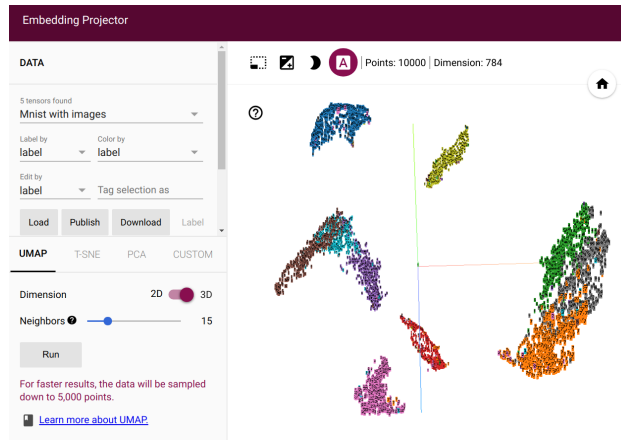 Embedding Projector
DATA
5 tensors found
Mnist with images
Label by
Color by
label
label
Edit by
label
Tag selection as
Load
Publish
Download
Label
UMAP
T-SNE
PCA
CUSTOM
Dimension
2D
3D
Neighbors
15
Run
For faster results, the data will be sampled
down to 5,000 points.
Learn more about UMAP.
A
Points: 10000
Dimension: 784